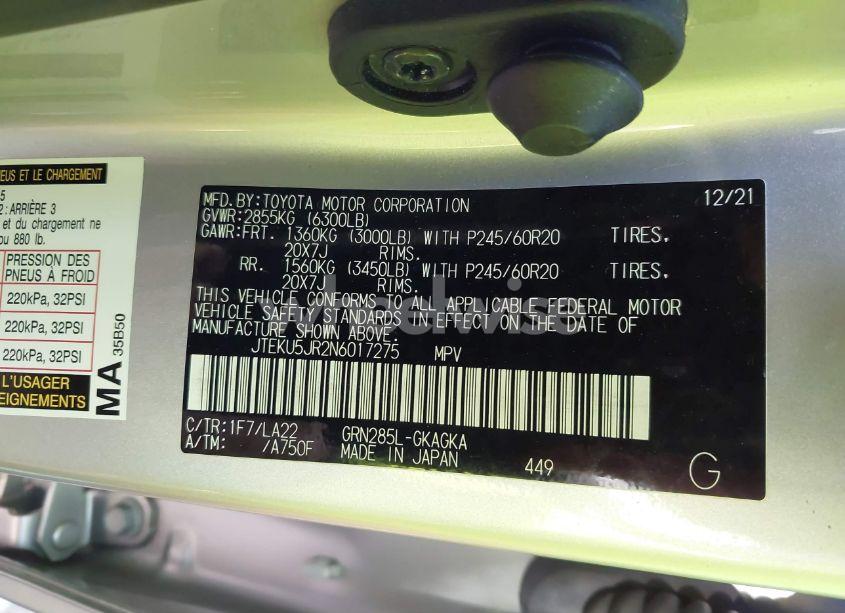 NEUS ET LE CHARGEMENT
5
2 : ARRIÈRE 3
et du chargement ne
ou 880 lb.
PRESSION DES
PNEUS À FROID
220kPa, 32PSI
220kPa, 32PSI
220kPa, 32PSI
L'USAGER
EIGNEMENTS
MA
35B50
MFD.BY:TOYOTA MOTOR CORPORATION 12/21
GVWR:2855KG (6300LB)
GAWR:FRT. 1360KG (3000LB) WITH P245/60R20 TIRES,
20X7J RIMS.
RR. 1560KG (3450LB) WITH P245/60R20 TIRES,
20X7J RIMS.
THIS VEHICLE CONFORMS TO ALL APPLICABLE FEDERAL MOTOR
VEHICLE SAFETY STANDARDS IN EFFECT ON THE DATE OF
MANUFACTURE SHOWN ABOVE.
JTEKU5JR2N6017275 MPV
C/TR:1F7/LA22 GRN285L-GKAGKA
A/TM: /A750F MADE IN JAPAN 449 G